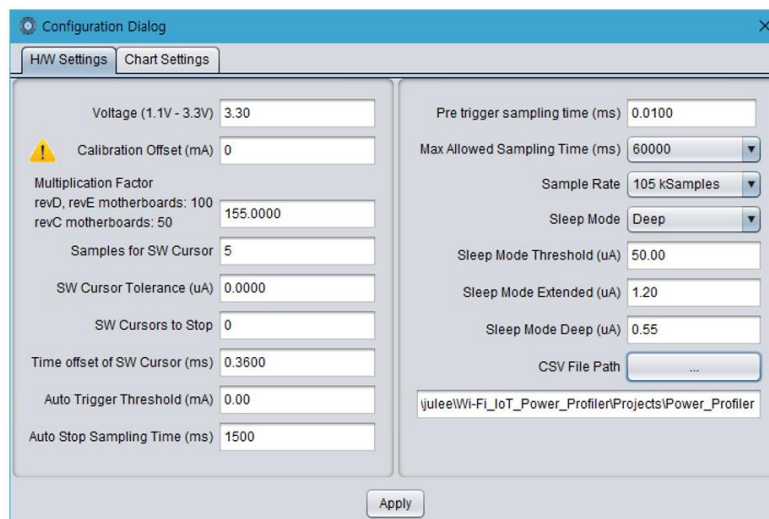 Configuration Dialog
H/W Settings Chart Settings
Voltage (1.1V - 3.3V) 3.30
Calibration Offset (mA) 0
Multiplication Factor
revD, revE motherboards: 100
revC motherboards: 50
155.0000
Samples for SW Cursor 5
SW Cursor Tolerance (uA) 0.0000
SW Cursors to Stop 0
Time offset of SW Cursor (ms) 0.3600
Auto Trigger Threshold (mA) 0.00
Auto Stop Sampling Time (ms) 1500
Pre trigger sampling time (ms) 0.0100
Max Allowed Sampling Time (ms) 60000
Sample Rate 105 kSamples
Sleep Mode Deep
Sleep Mode Threshold (uA) 50.00
Sleep Mode Extended (uA) 1.20
Sleep Mode Deep (uA) 0.55
CSV File Path ...
\julee\Wi-Fi_IoT_Power_Profiler\Projects\Power_Profiler
Apply